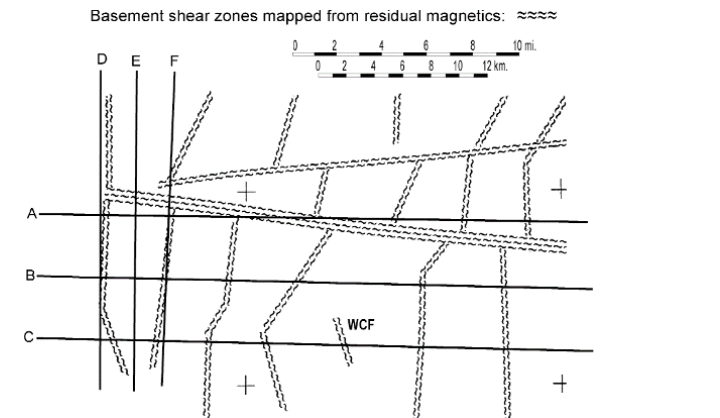 Basement shear zones mapped from residual magnetics:
0 2 4 6 8 10 mi.
0 2 4 6 8 10 12 km.
D E F
A
B
C
WCF